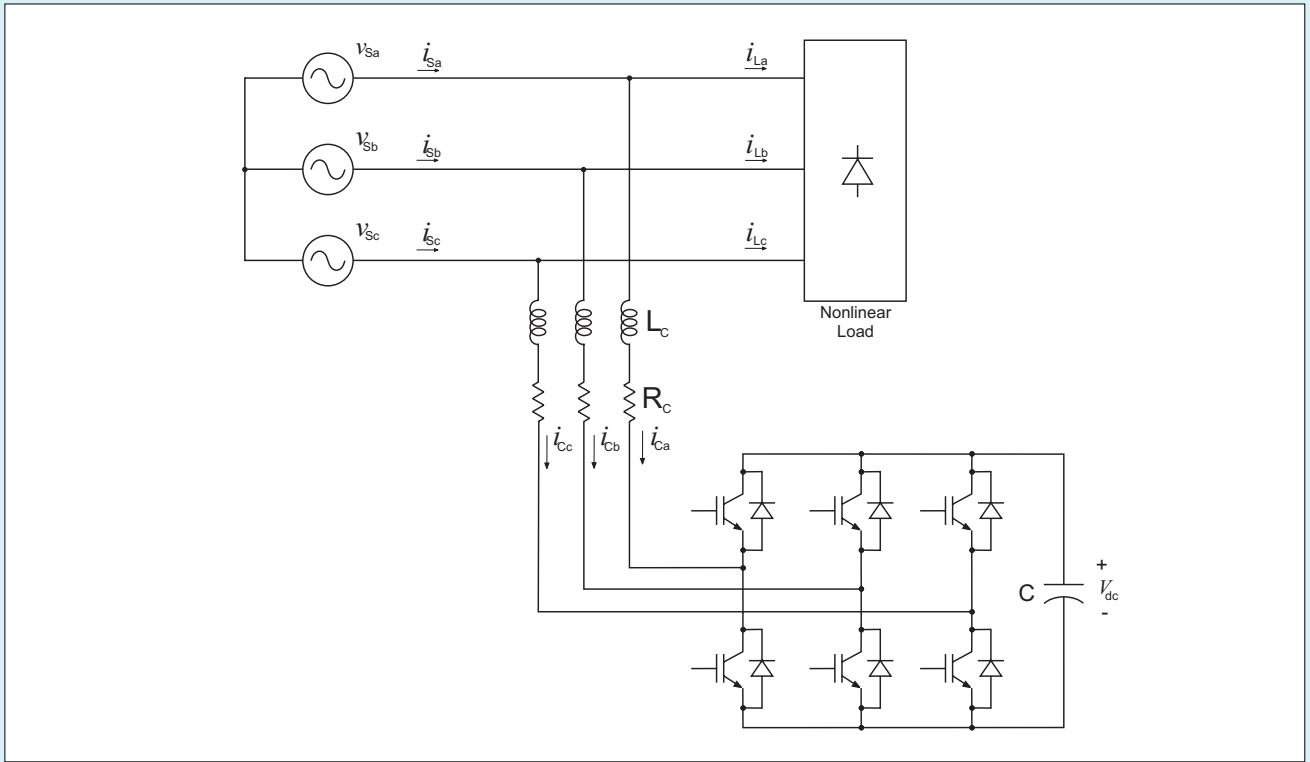 vSa
iSa
iLa
vSb
iSb
iLb
vSc
iSc
iLc
Nonlinear
Load
LC
RC
iCc
iCb
iCa
+
C
Vdc
-